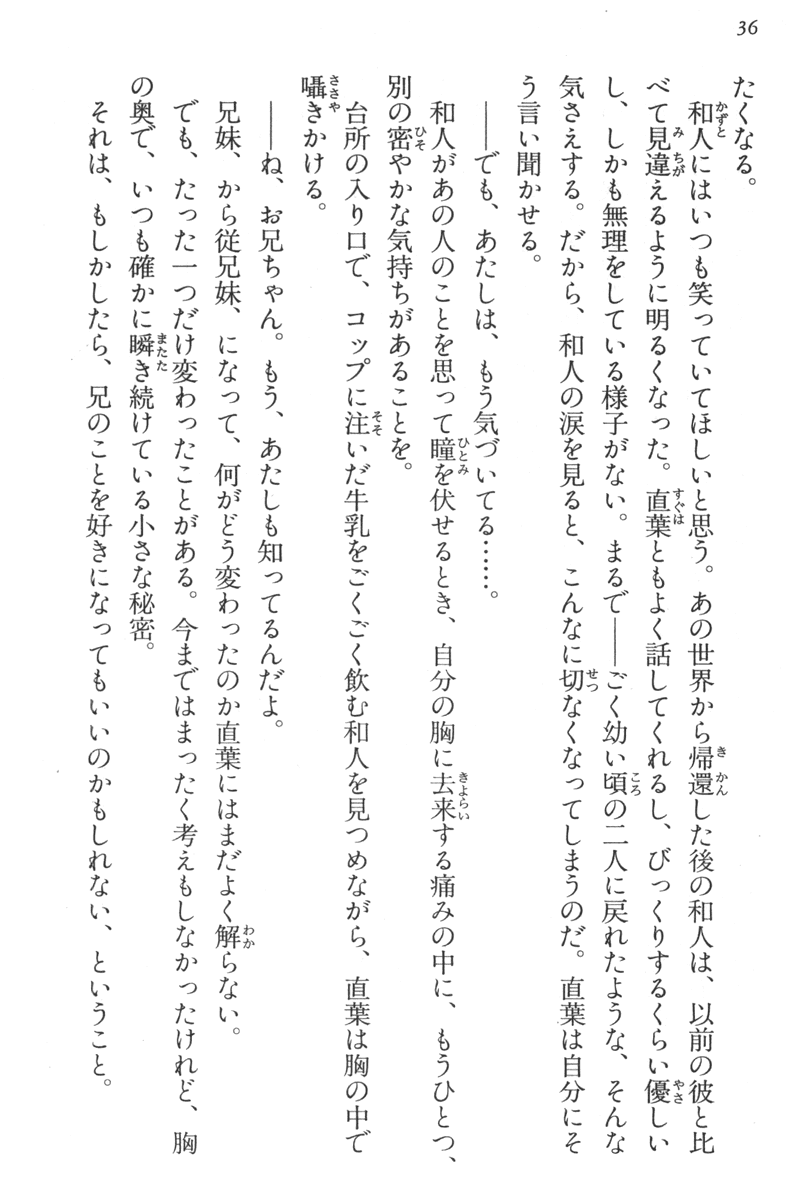 36
たくなる。
和人にはいつも笑っていてほしいと思う。あの世界から帰還した後の和人は、以前の彼と比
べて見違えるように明るくなった。直葉ともよく話してくれるし、びっくりするくらい優しい
し、しかも無理をしている様子がない。まるで――ごく幼い頃の二人に戻れたような、そんな
気さえする。だから、和人の涙を見ると、こんなに切なくなってしまうのだ。直葉は自分にそ
う言い聞かせる。
――でも、あたしは、もう気づいてる……。
和人があの人のことを思って瞳を伏せるとき、自分の胸に去来する痛みの中に、もうひとつ、
別の密やかな気持ちがあることを。
台所の入り口で、コップに注いだ牛乳をごくごく飲む和人を見つめながら、直葉は胸の中で
囁きかける。
――ね、お兄ちゃん。もう、あたしも知ってるんだよ。
兄妹、から従兄妹、になって、何がどう変わったのか直葉にはまだよく解らない。
でも、たった一つだけ変わったことがある。今まではまったく考えもしなかったけれど、胸
の奥で、いつも確かに瞬き続けている小さな秘密。
それは、もしかしたら、兄のことを好きになってもいいのかもしれない、ということ。